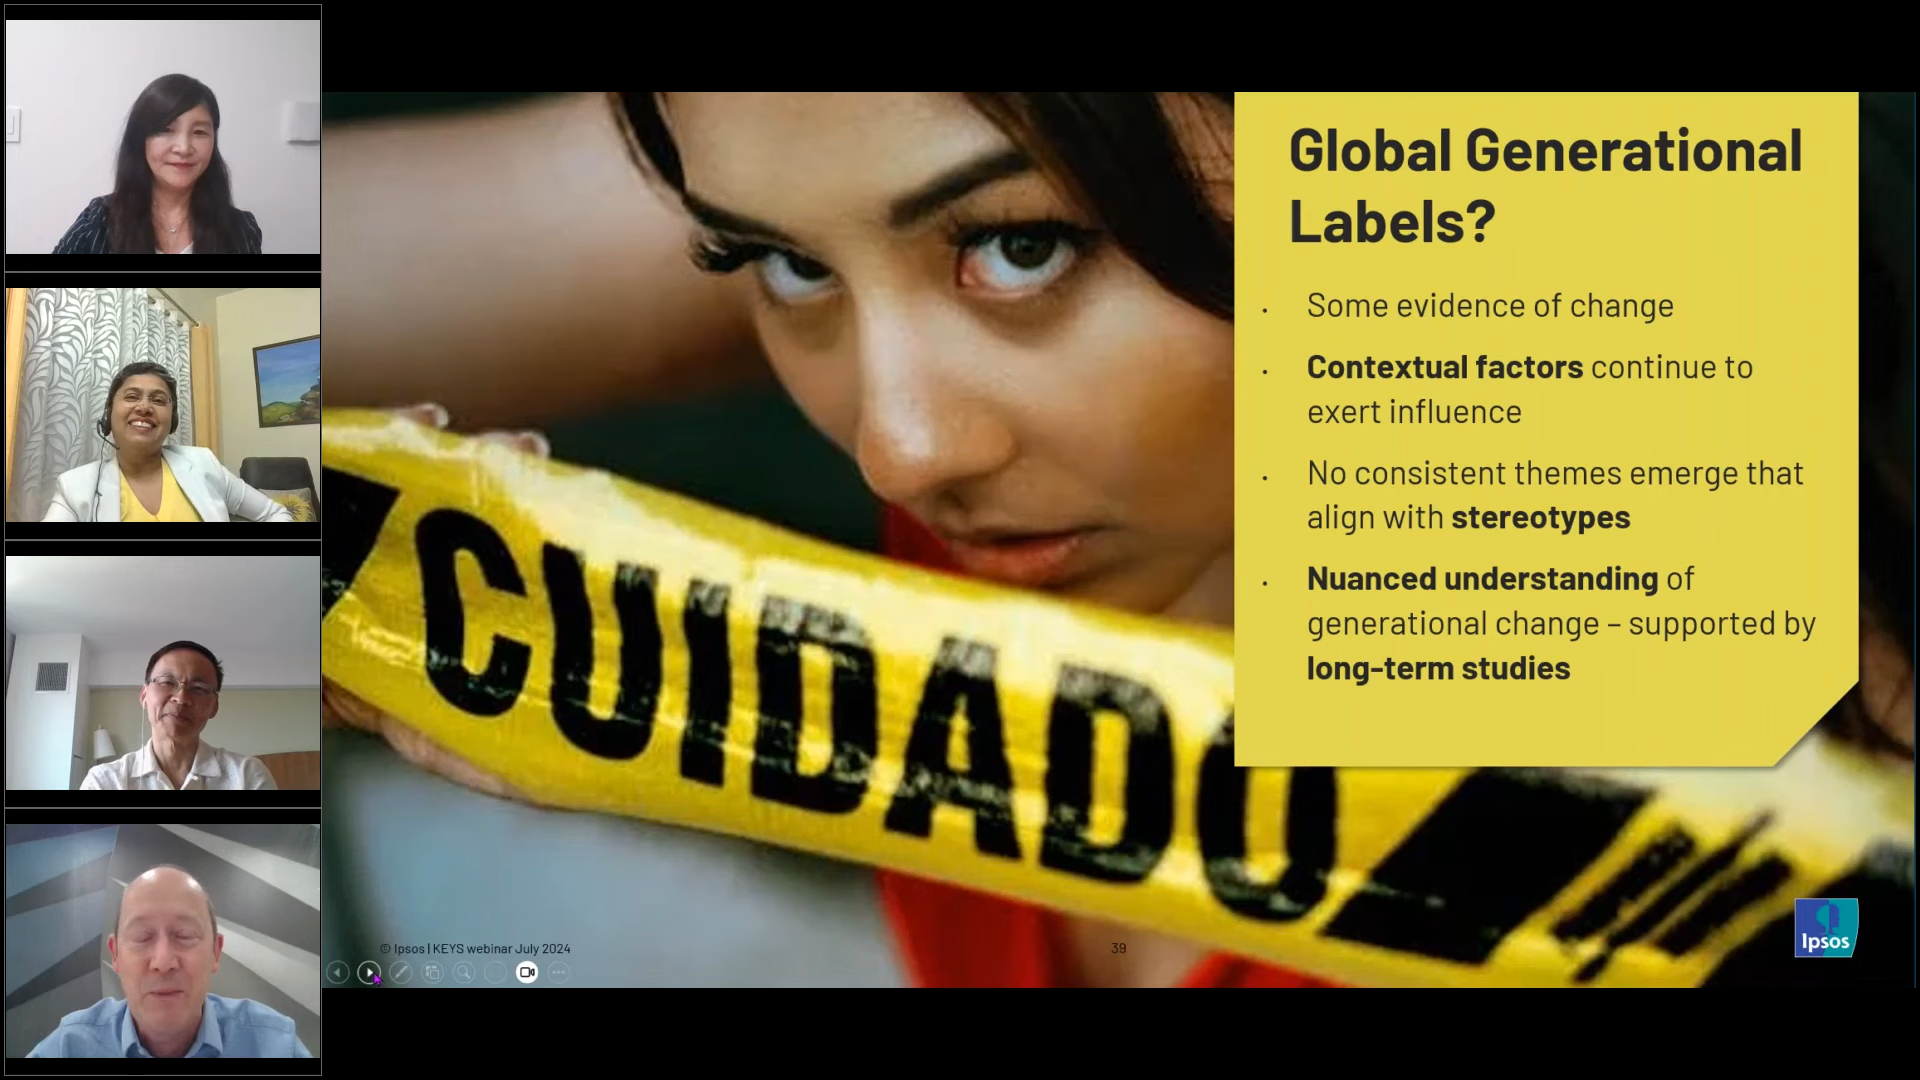 Global Generational
Labels?
Some evidence of change
Contextual factors continue to
exert influence
No consistent themes emerge that
align with stereotypes
Nuanced understanding of
generational change – supported by
long-term studies
CUIDADO
© Ipsos | KEYS webinar July 2024
39
Ipsos